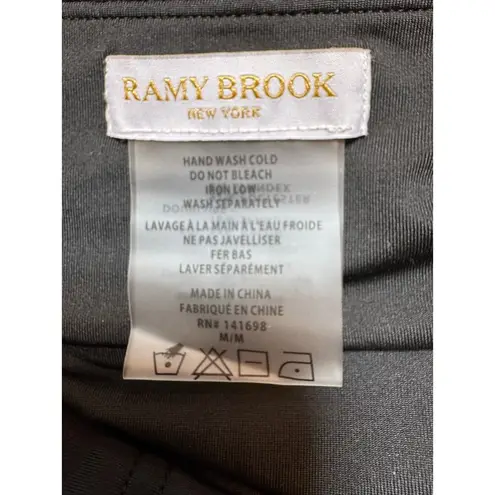 RAMY BROOK
NEW YORK
HAND WASH COLD
DO NOT BLEACH
IRON LOW
WASH SEPARATELY
LAVAGE À LA MAIN À L'EAU FROIDE
NE PAS JAVELLISER
FER BAS
LAVER SÉPARÉMENT
MADE IN CHINA
FABRIQUÉ EN CHINE
RN# 141698
M/M